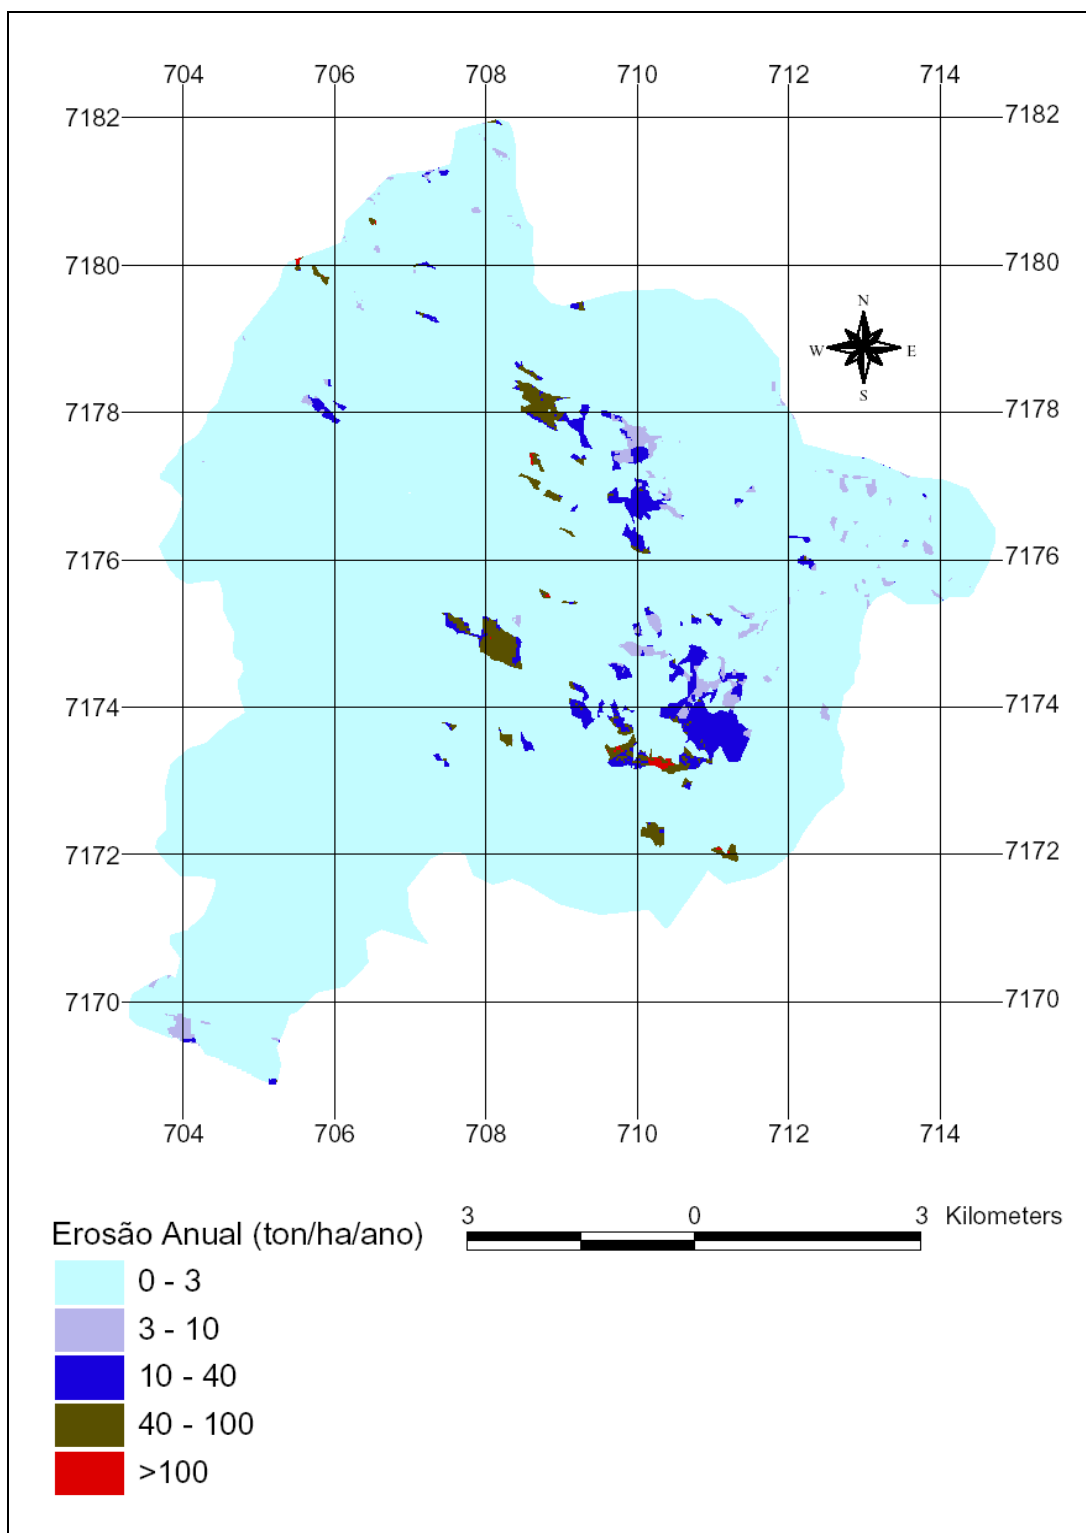 704 706 708 710 712 714
7182 7182
7180 7180
N
W E
S
7178 7178
7176 7176
7174 7174
7172 7172
7170 7170
704 706 708 710 712 714
3 0 3 Kilometers
Erosão Anual (ton/ha/ano)
0 - 3
3 - 10
10 - 40
40 - 100
>100